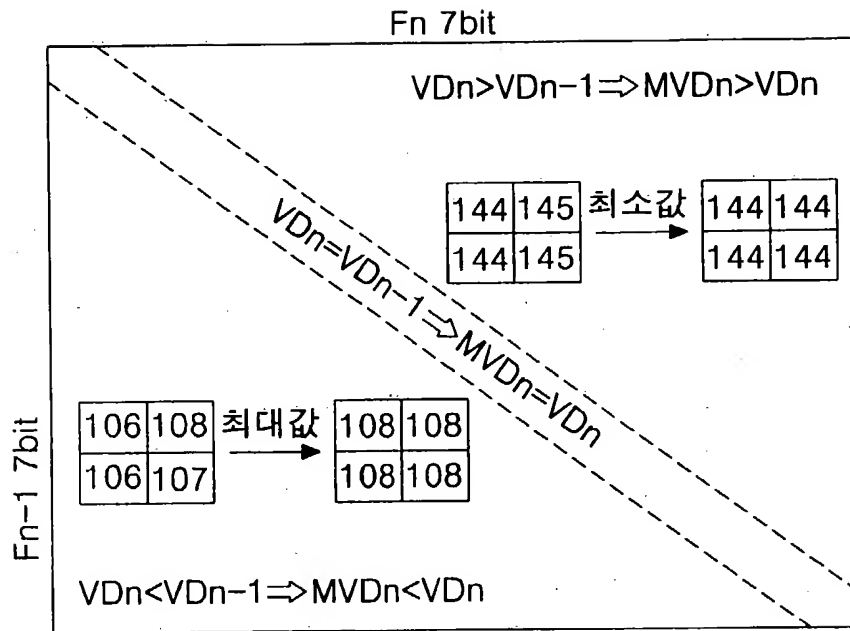 Fn 7bit
VDn>VDn-1⇒MVDn>VDn
144 145 최소값 144 144
144 145 144 144
VDn=VDn-1⇒MVDn=VDn
106 108 최대값 108 108
106 107 108 108
Fn-1 7bit
VDn<VDn-1⇒MVDn<VDn